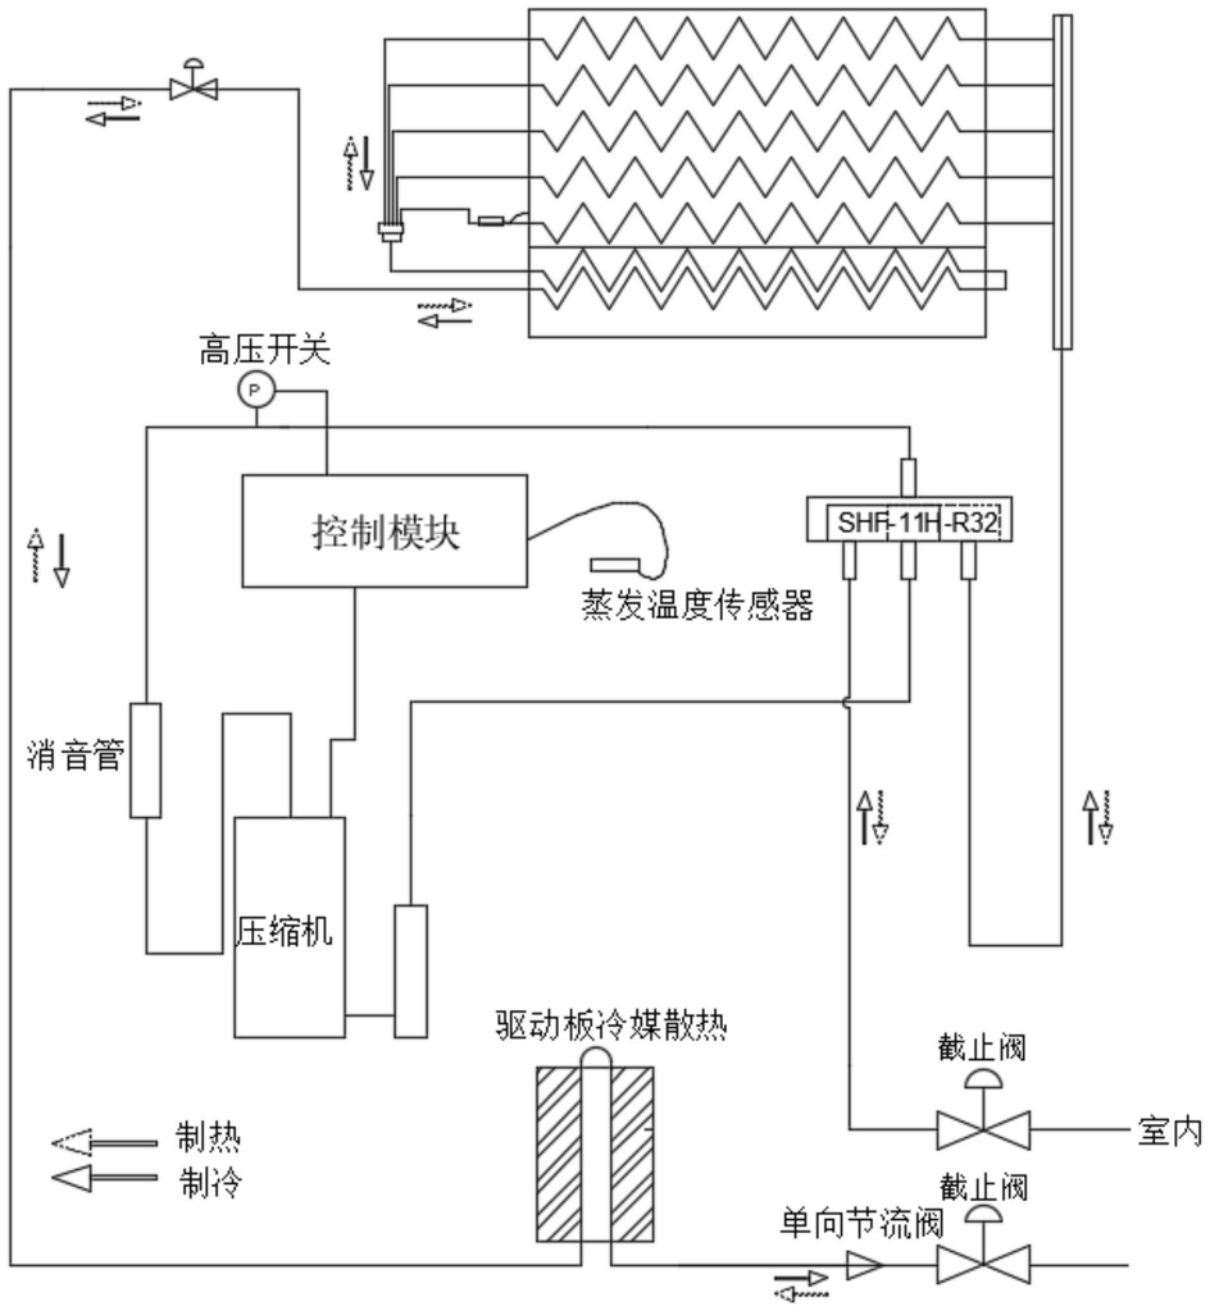 高压开关
P
控制模块
SHF-11H-R32
蒸发温度传感器
消音管
压缩机
驱动板冷媒散热
截止阀
制热
室内
制冷
截止阀
单向节流阀